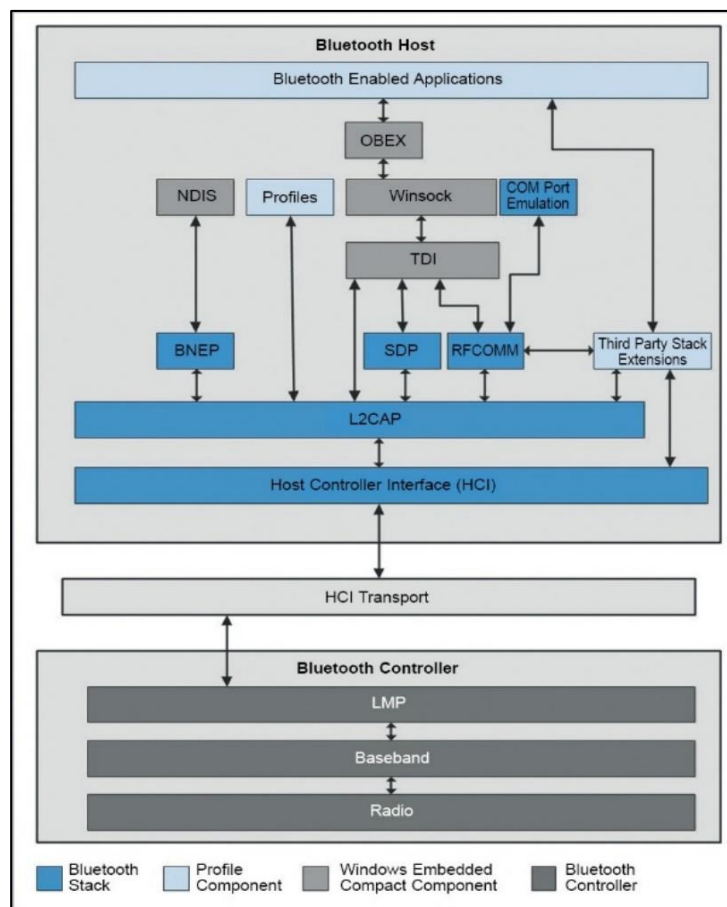 Bluetooth Host
Bluetooth Enabled Applications
OBEX
NDIS
Profiles
Winsock
COM Port
Emulation
TDI
BNEP
SDP
RFCOMM
Third Party Stack
Extensions
L2CAP
Host Controller Interface (HCI)
HCI Transport
Bluetooth Controller
LMP
Baseband
Radio
Bluetooth
Stack
Profile
Component
Windows Embedded
Compact Component
Bluetooth
Controller